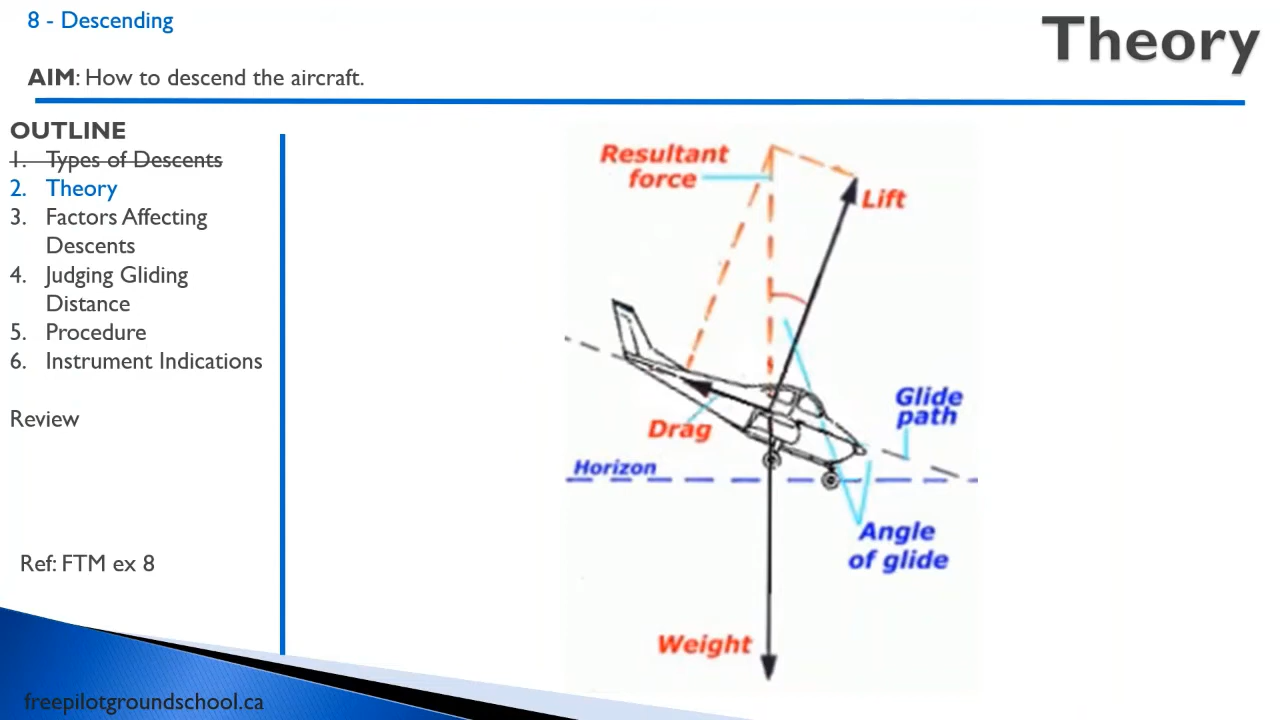 8 - Descending
Theory
AIM: How to descend the aircraft.
OUTLINE
1. Types of Descents
2. Theory
3. Factors Affecting
Descents
4. Judging Gliding
Distance
5. Procedure
6. Instrument Indications
Review
Ref: FTM ex 8
freepilotgroundschool.ca
Resultant
force
Lift
Drag
Glide
path
Horizon
Angle
of glide
Weight